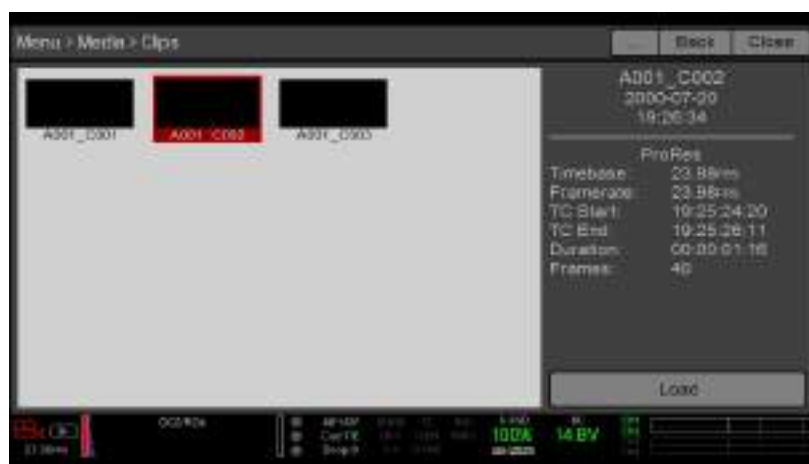 Menu > Media > Clips
... Back Close
A001_C001
A001_C002
A001_C003
A001_C002
2000-07-20
19:26:34
ProRes
Timebase: 23.98FPS
Framerate: 23.98FPS
TC Start: 19:25:24:20
TC End: 19:25:26:11
Duration: 00:00:01:16
Frames: 40
Load
100%
14.8V